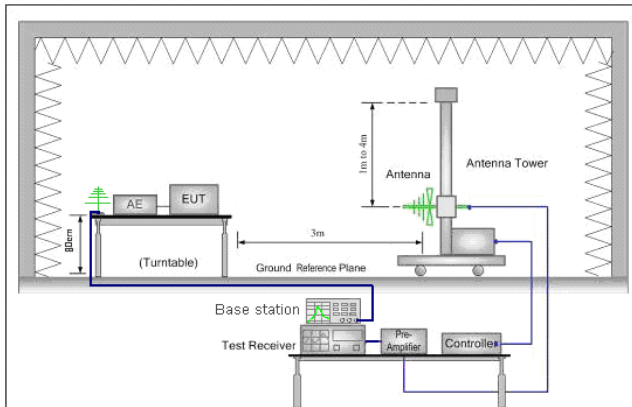 1m to 4m
Antenna
Antenna Tower
AE
EUT
80cm
(Turntable)
3m
Ground Reference Plane
Base station
Test Receiver
Pre-
Amplifier
Controller